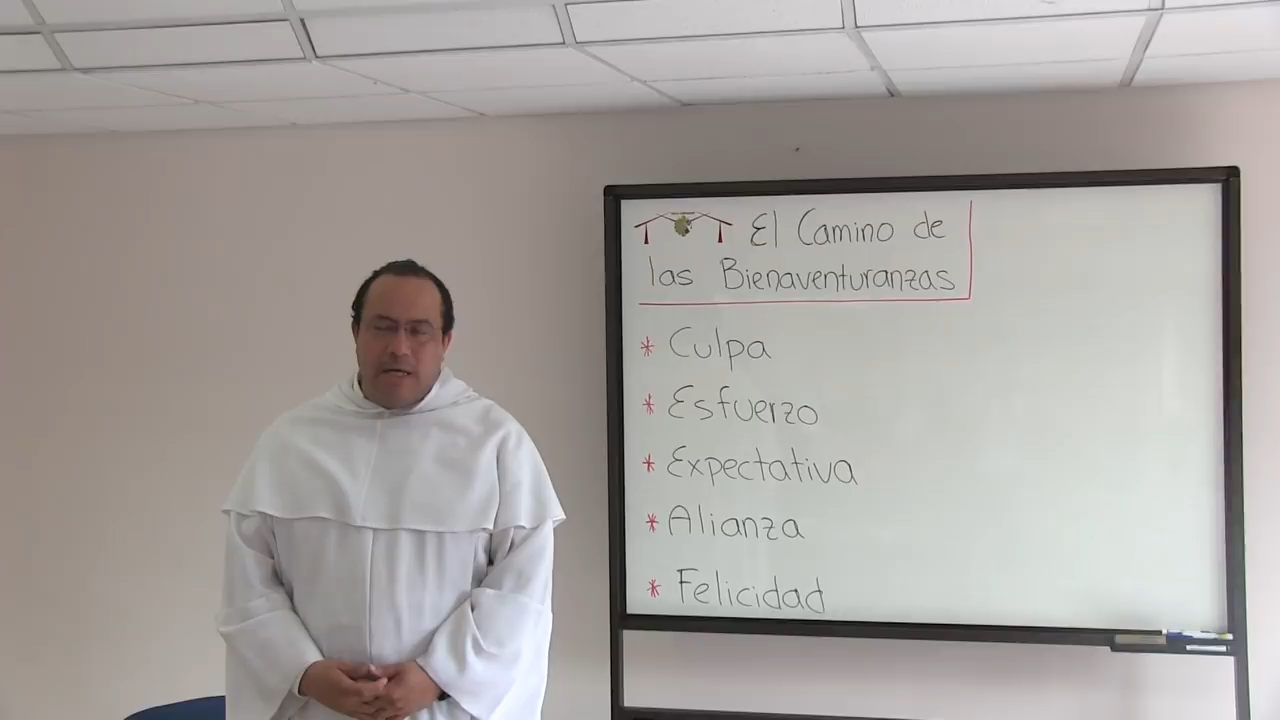 El Camino de
las Bienaventuranzas
* Culpa
* Esfuerzo
* Expectativa
* Alianza
* Felicidad